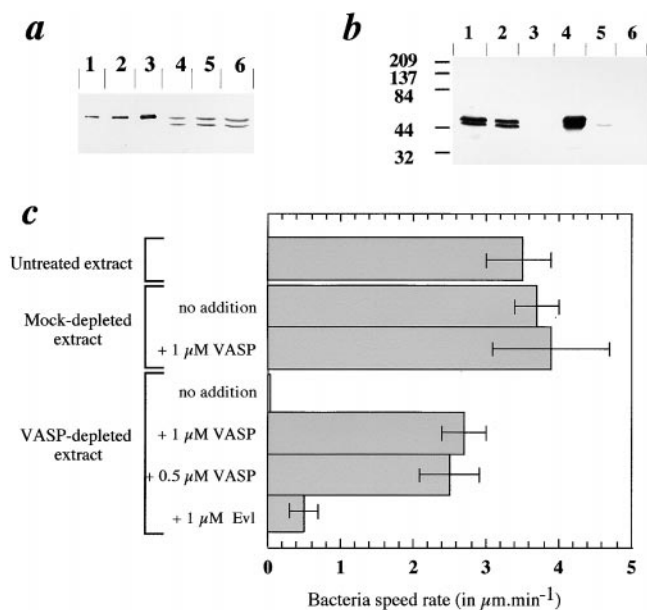 a
1 2 3 4 5 6
b
1 2 3 4 5 6
209
137
84
44
32
c
Untreated extract
Mock-depleted extract
no addition
+ 1 µM VASP
VASP-depleted extract
no addition
+ 1 µM VASP
+ 0.5 µM VASP
+ 1 µM Evl
0 1 2 3 4 5
Bacteria speed rate (in µm.min⁻¹)